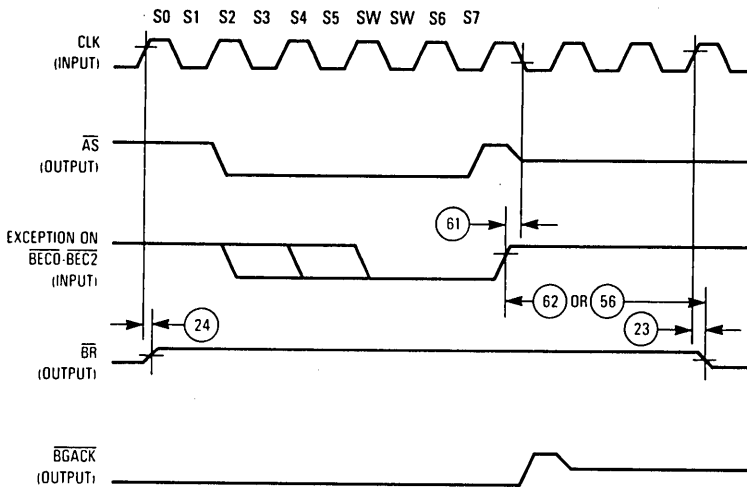 S0 S1 S2 S3 S4 S5 SW SW S6 S7
CLK
(INPUT)
AS
(OUTPUT)
61
EXCEPTION ON
BEC0-BEC2
(INPUT)
62 OR 56
24
23
BR
(OUTPUT)
BGACK
(OUTPUT)